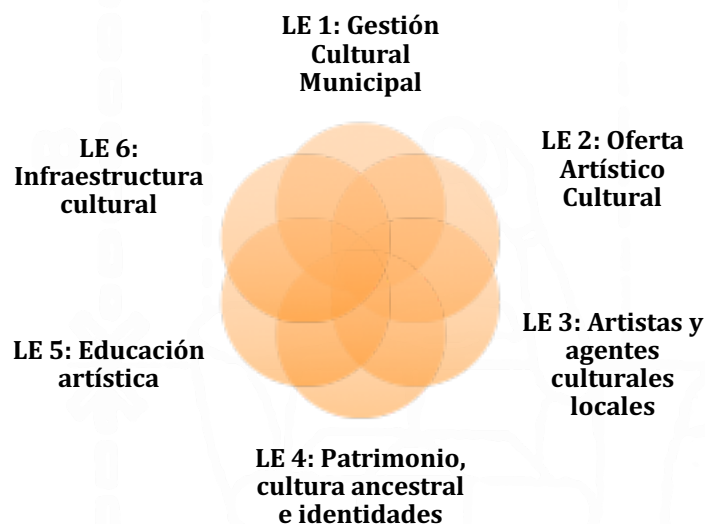 LE 1: Gestión
Cultural
Municipal
LE 2: Oferta
Artístico
Cultural
LE 3: Artistas y
agentes
culturales
locales
LE 4: Patrimonio,
cultura ancestral
e identidades
LE 5: Educación
artística
LE 6:
Infraestructura
cultural